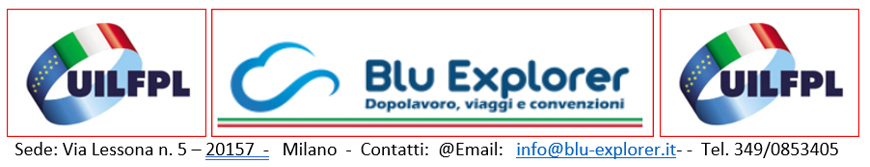 UILFPL
Blu Explorer
Dopolavoro, viaggi e convenzioni
UILFPL
Sede: Via Lessona n. 5 – 20157 - Milano - Contatti: @Email: info@blu-explorer.it- - Tel. 349/0853405